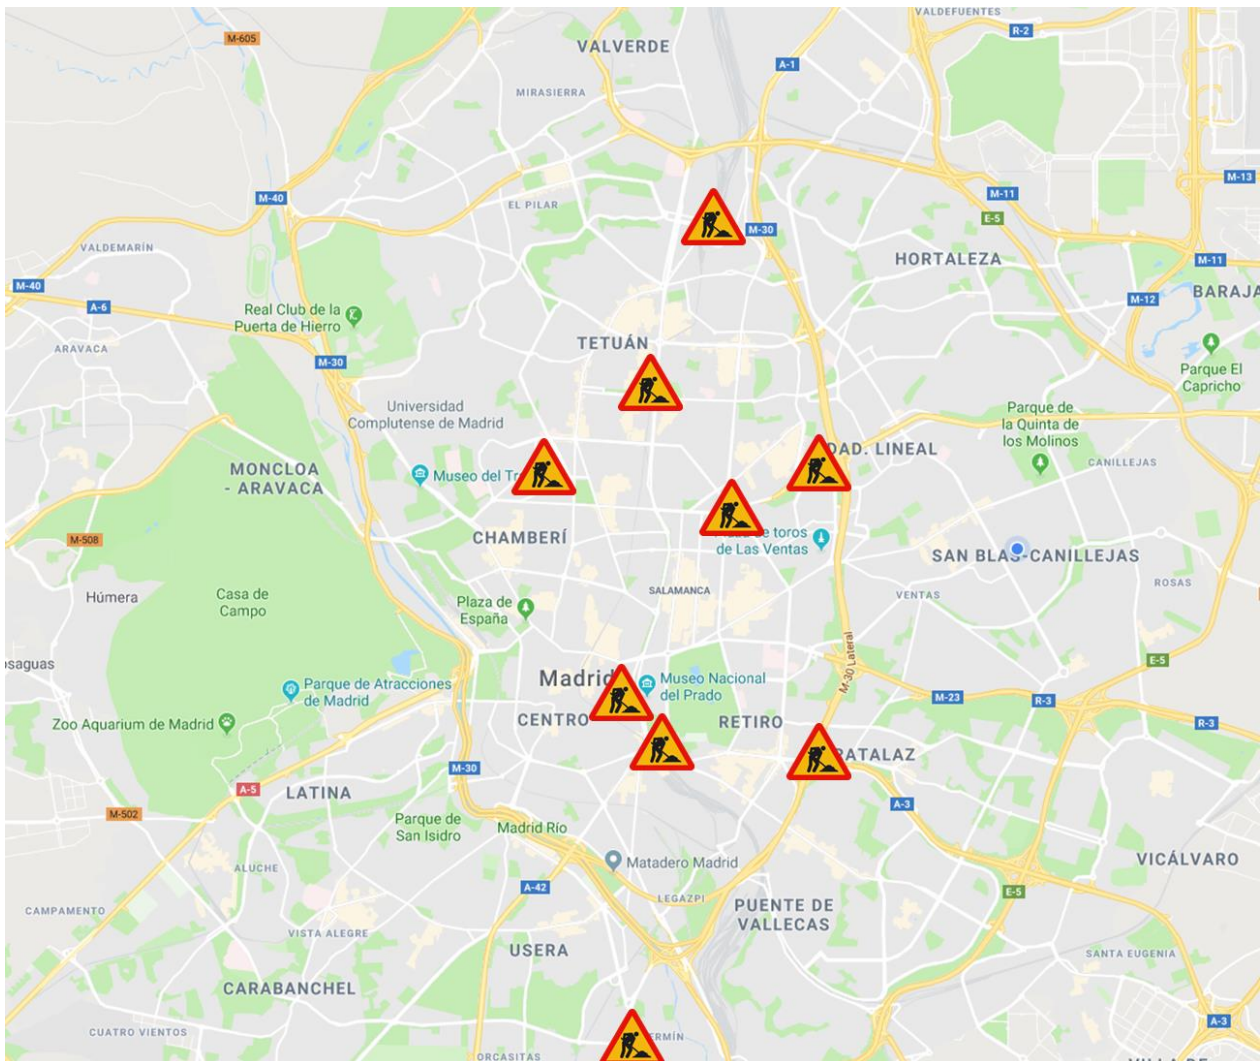 VALDEFUENTES
M-605
R-2
VALVERDE
A-1
MIRASIERRA
M-13
M-40
M-11
EL PILAR
E-5
M-30
VALDEMARÍN
HORTALEZA
M-11
M-40
BARAJA
M-12
A-6
Real Club de la
Puerta de Hierro
TETUÁN
ARAVACA
M-30
Parque El
Capricho
Universidad
Complutense de Madrid
Parque de
la Quinta de
los Molinos
DAD. LINEAL
CANILLEJAS
MONCLOA
- ARAVACA
Museo del Tr
CHAMBERÍ
de toros
de Las Ventas
M-508
SAN BLAS-CANILLEJAS
ROSAS
Húmera
Casa de
Campo
SALAMANCA
VENTAS
Plaza de
España
M-30 Lateral
osaguas
E-5
Madrid
Museo Nacional
del Prado
Parque de Atracciones
de Madrid
M-23
R-3
CENTRO
RETIRO
R-3
Zoo Aquarium de Madrid
ATALAZ
M-30
A-5
LATINA
A-3
M-502
Parque de
San Isidro
Madrid Río
Matadero Madrid
VICÁLVARO
ALUCHE
A-42
E-5
LEGAZPI
PUENTE DE
VALLECAS
CAMPAMENTO
VISTA ALEGRE
USERA
SANTA EUGENIA
CARABANCHEL
A-3
CUATRO VIENTOS
ERMÍN
ORCASITAS
VILLA DE